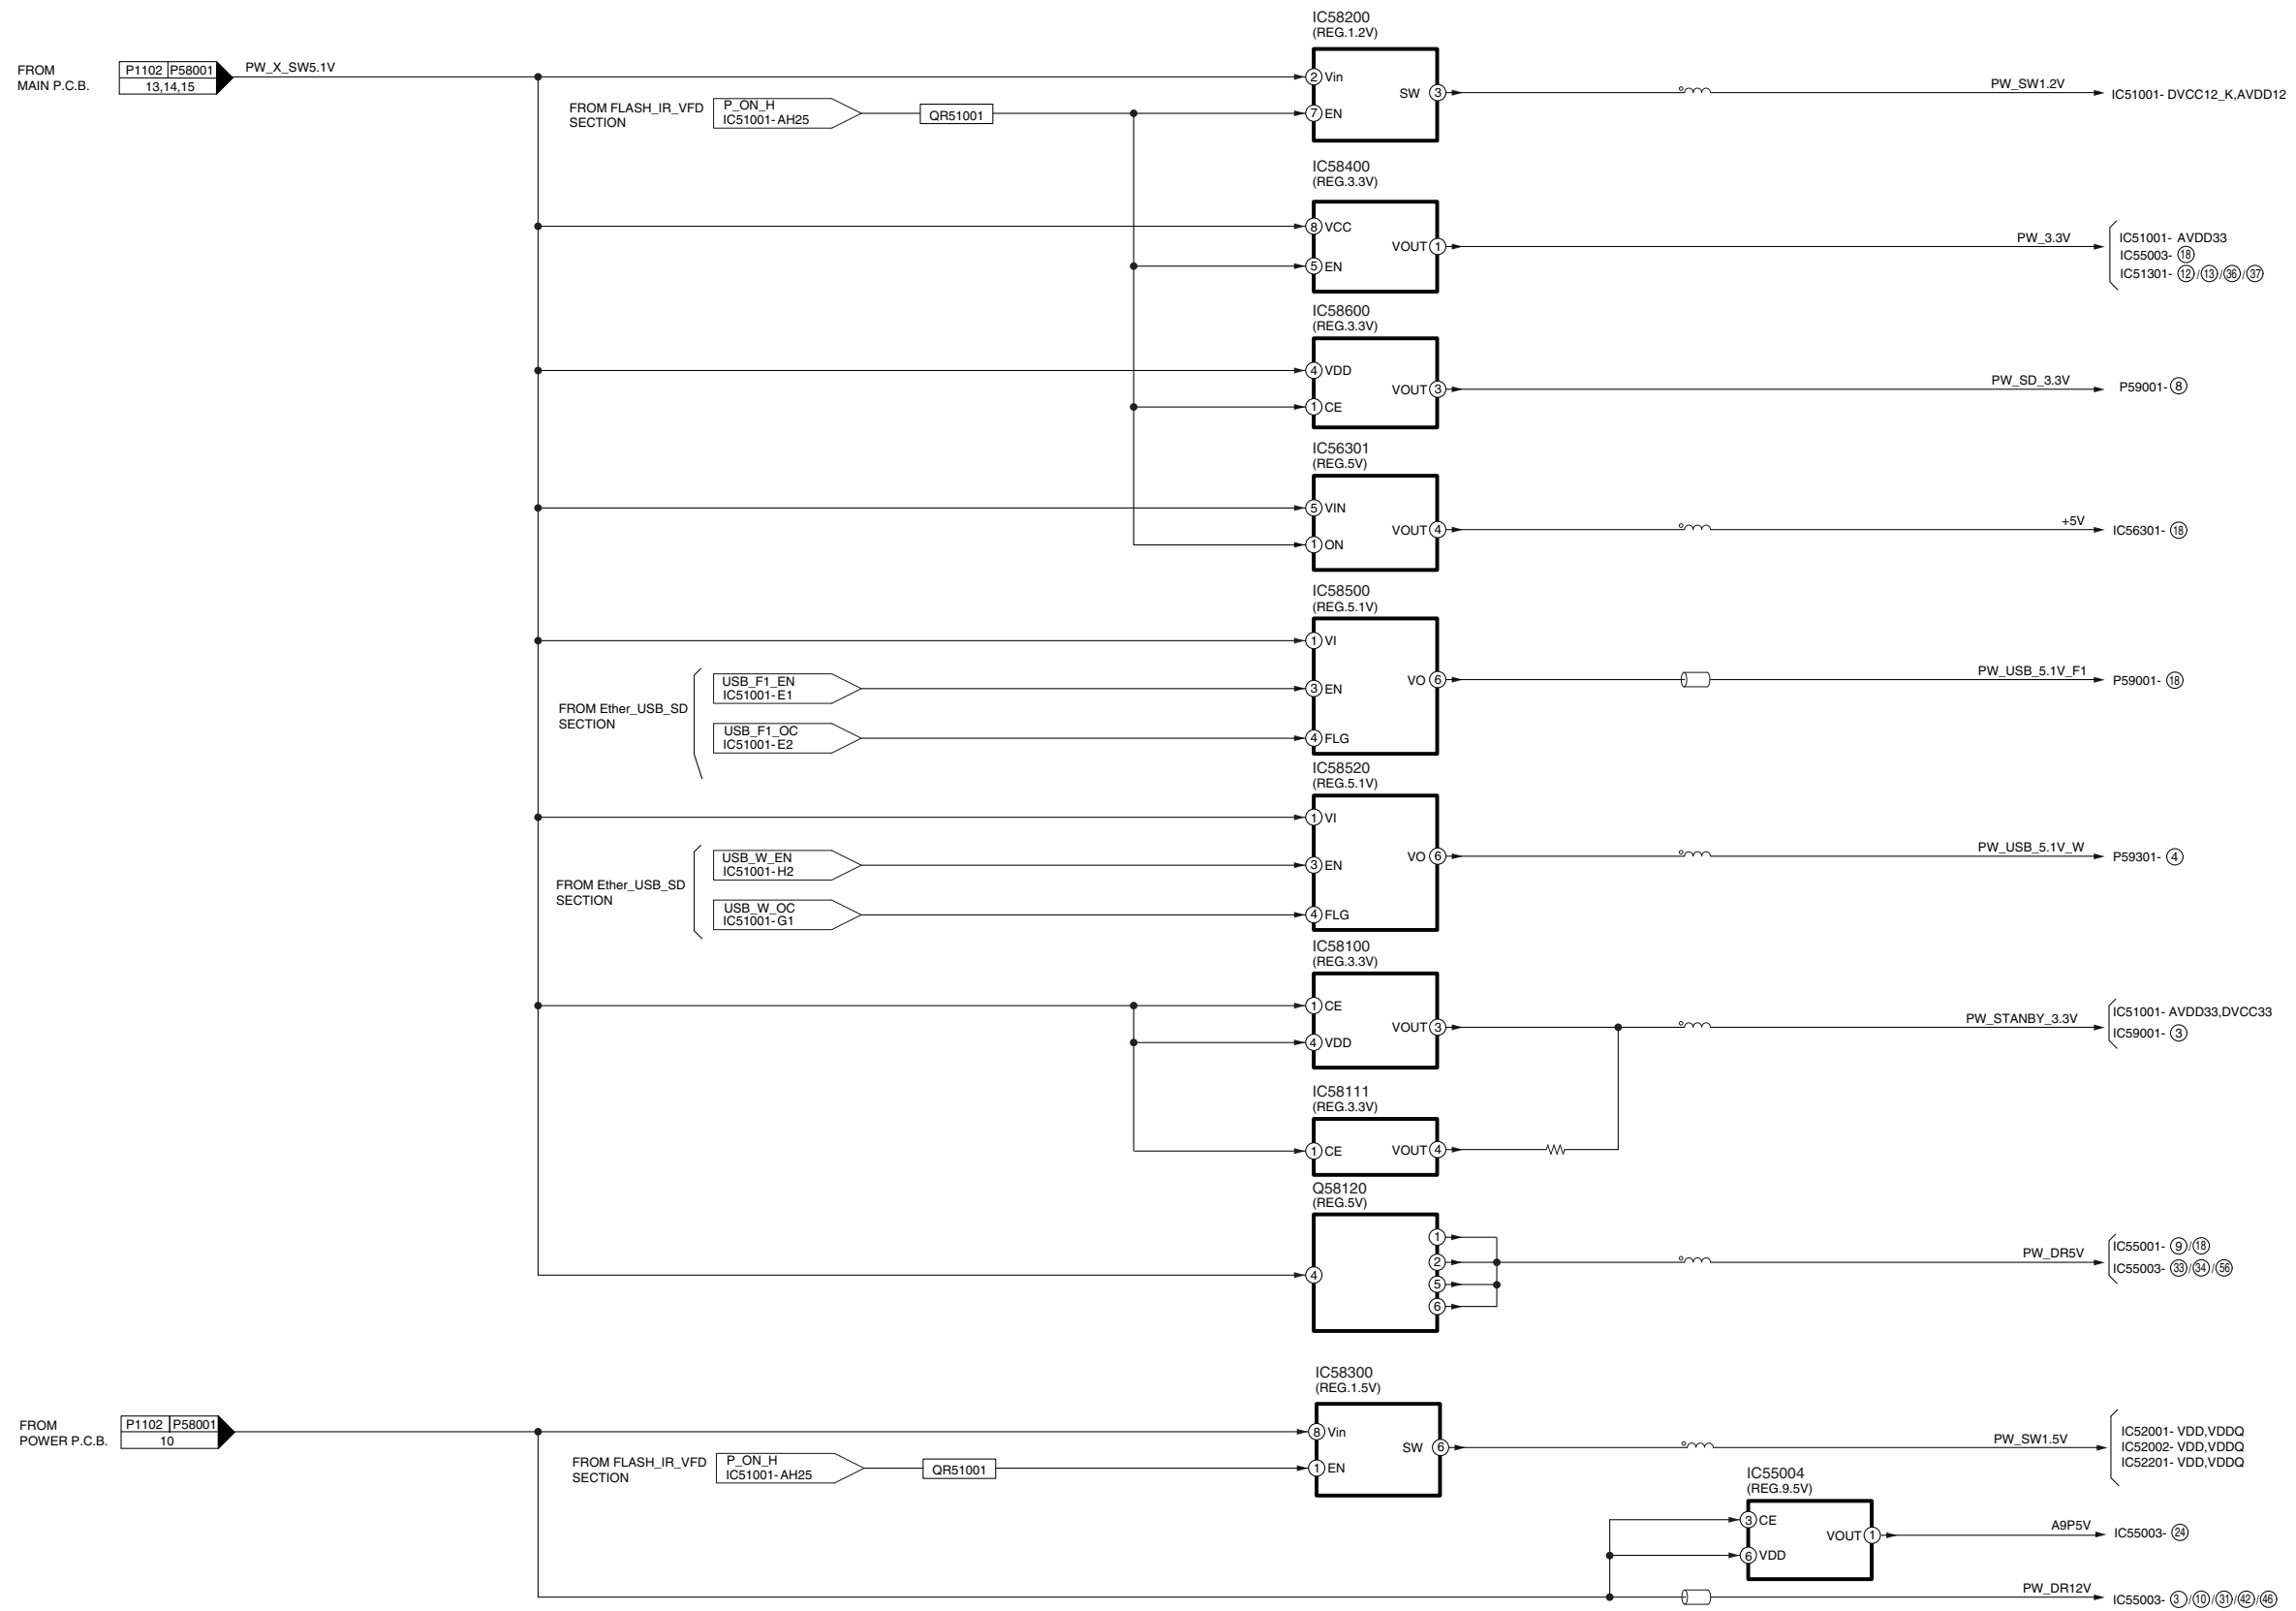 IC58200
(REG.1.2V)
FROM
MAIN P.C.B.
P1102 P58001
13,14,15
PW_X_SW5.1V
2 Vin
SW 3
PW_SW1.2V
IC51001- DVCC12_K,AVDD12
FROM FLASH_IR_VFD
SECTION
P_ON_H
IC51001-AH25
QR51001
7 EN
IC58400
(REG.3.3V)
8 VCC
VOUT 1
5 EN
PW_3.3V
IC51001- AVDD33
IC55003- 18
IC51301- 12/13/36/37
IC58600
(REG.3.3V)
4 VDD
VOUT 3
1 CE
PW_SD_3.3V
P59001- 8
IC56301
(REG.5V)
5 VIN
VOUT 4
1 ON
+5V
IC56301- 18
IC58500
(REG.5.1V)
1 VI
FROM Ether_USB_SD
SECTION
USB_F1_EN
IC51001-E1
3 EN
VO 6
PW_USB_5.1V_F1
P59001- 18
USB_F1_OC
IC51001-E2
4 FLG
IC58520
(REG.5.1V)
1 VI
FROM Ether_USB_SD
SECTION
USB_W_EN
IC51001-H2
3 EN
VO 6
PW_USB_5.1V_W
P59301- 4
USB_W_OC
IC51001-G1
4 FLG
IC58100
(REG.3.3V)
1 CE
VOUT 3
4 VDD
PW_STANBY_3.3V
IC51001- AVDD33,DVCC33
IC59001- 3
IC58111
(REG.3.3V)
1 CE
VOUT 4
Q58120
(REG.5V)
4
1
2
5
6
PW_DR5V
IC55001- 9/18
IC55003- 33/34/56
IC58300
(REG.1.5V)
FROM
POWER P.C.B.
P1102 P58001
10
8 Vin
SW 6
PW_SW1.5V
IC52001- VDD,VDDQ
IC52002- VDD,VDDQ
IC52201- VDD,VDDQ
FROM FLASH_IR_VFD
SECTION
P_ON_H
IC51001-AH25
QR51001
1 EN
IC55004
(REG.9.5V)
3 CE
VOUT 1
6 VDD
A9P5V
IC55003- 24
PW_DR12V
IC55003- 3/10/31/42/46